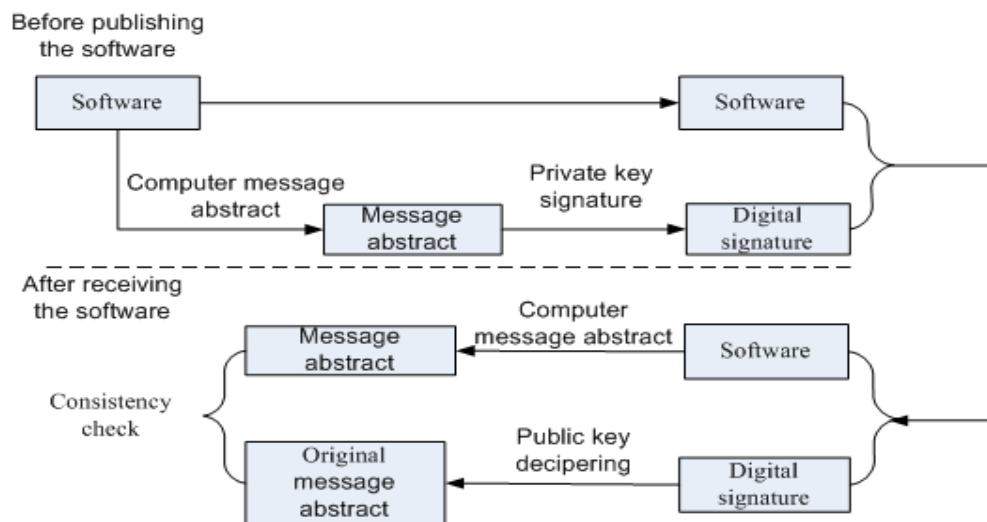 Before publishing
the software
Software
Software
Computer message
abstract
Private key
signature
Message
abstract
Digital
signature
After receiving
the software
Computer
message abstract
Message
abstract
Software
Consistency
check
Public key
decipering
Original
message
abstract
Digital
signature